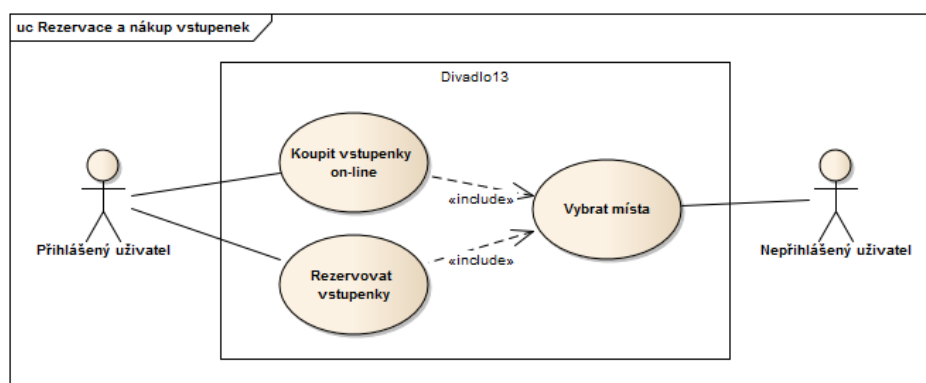 uc Rezervace a nákup vstupenek
Divadlo13
Koupit vstupenky
on-line
«include»
Vybrat místa
Přihlášený uživatel
Nepřihlášený uživatel
«include»
Rezervovat
vstupenky